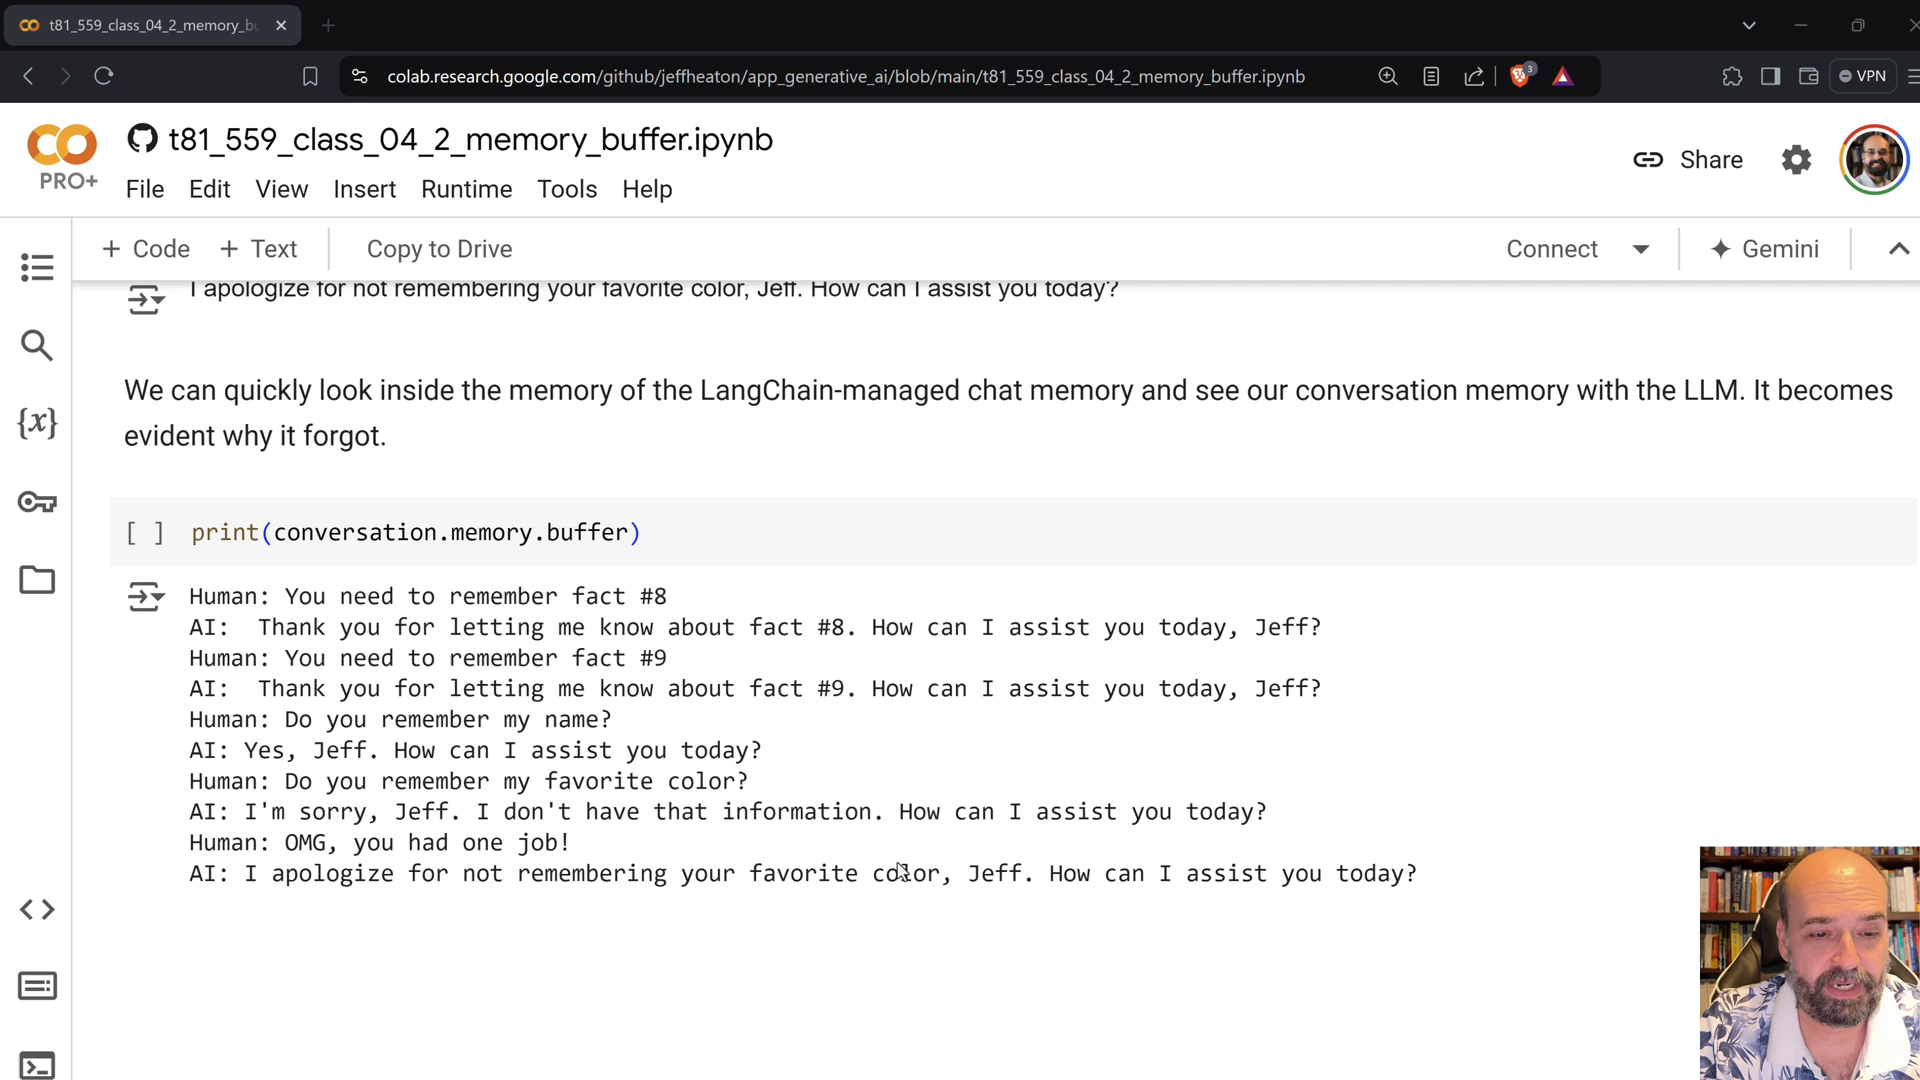 t81_559_class_04_2_memory_bu
colab.research.google.com/github/jeffheaton/app_generative_ai/blob/main/t81_559_class_04_2_memory_buffer.ipynb
3
VPN
t81_559_class_04_2_memory_buffer.ipynb
PRO+
File Edit View Insert Runtime Tools Help
Share
+ Code + Text Copy to Drive
Connect
Gemini
I apologize for not remembering your favorite color, Jeff. How can I assist you today?
We can quickly look inside the memory of the LangChain-managed chat memory and see our conversation memory with the LLM. It becomes
evident why it forgot.
[ ] print(conversation.memory.buffer)
Human: You need to remember fact #8
AI:  Thank you for letting me know about fact #8. How can I assist you today, Jeff?
Human: You need to remember fact #9
AI:  Thank you for letting me know about fact #9. How can I assist you today, Jeff?
Human: Do you remember my name?
AI: Yes, Jeff. How can I assist you today?
Human: Do you remember my favorite color?
AI: I'm sorry, Jeff. I don't have that information. How can I assist you today?
Human: OMG, you had one job!
AI: I apologize for not remembering your favorite color, Jeff. How can I assist you today?
{x}